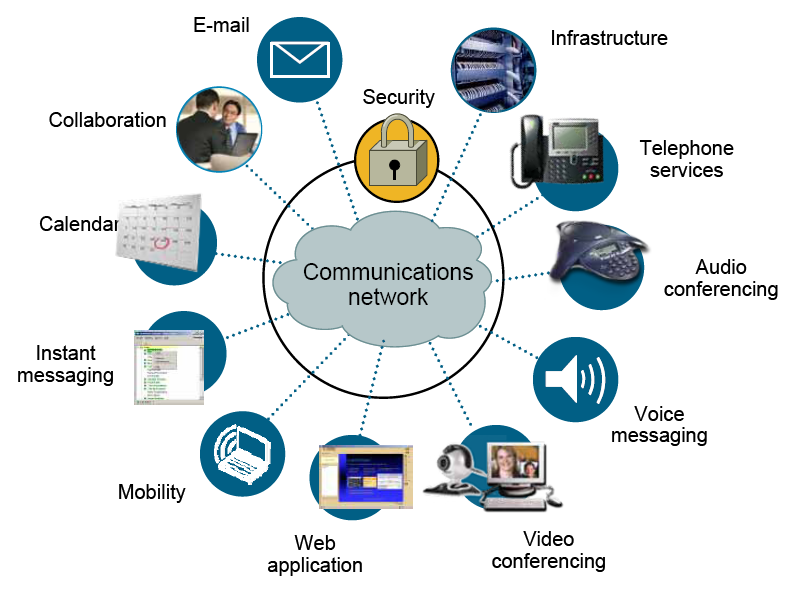 E-mail
Infrastructure
Security
Collaboration
Telephone
services
Calendar
Communications
network
Audio
conferencing
Instant
messaging
Voice
messaging
Mobility
Web
application
Video
conferencing